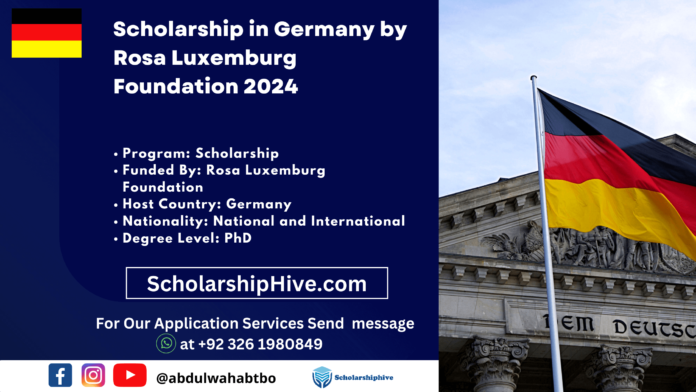 Scholarship in Germany by
Rosa Luxemburg
Foundation 2024
• Program: Scholarship
• Funded By: Rosa Luxemburg
Foundation
• Host Country: Germany
• Nationality: National and International
• Degree Level: PhD
ScholarshipHive.com
For Our Application Services Send message
at +92 326 1980849
@abdulwahabtbo
Scholarshiphive
DEM DEUTSC